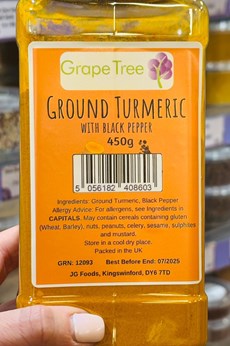 Grape Tree
GROUND TURMERIC
WITH BLACK PEPPER
450g
5 056182 408603
Ingredients: Ground Turmeric, Black Pepper
Allergy Advice: For allergens, see Ingredients in
CAPITALS. May contain cereals containing gluten
(Wheat, Barley), nuts, peanuts, celery, sesame, sulphites
and mustard.
Store in a cool dry place.
Packed in the UK
GRN: 12093 Best Before End: 07/2025
JG Foods, Kingswinford, DY6 7TD